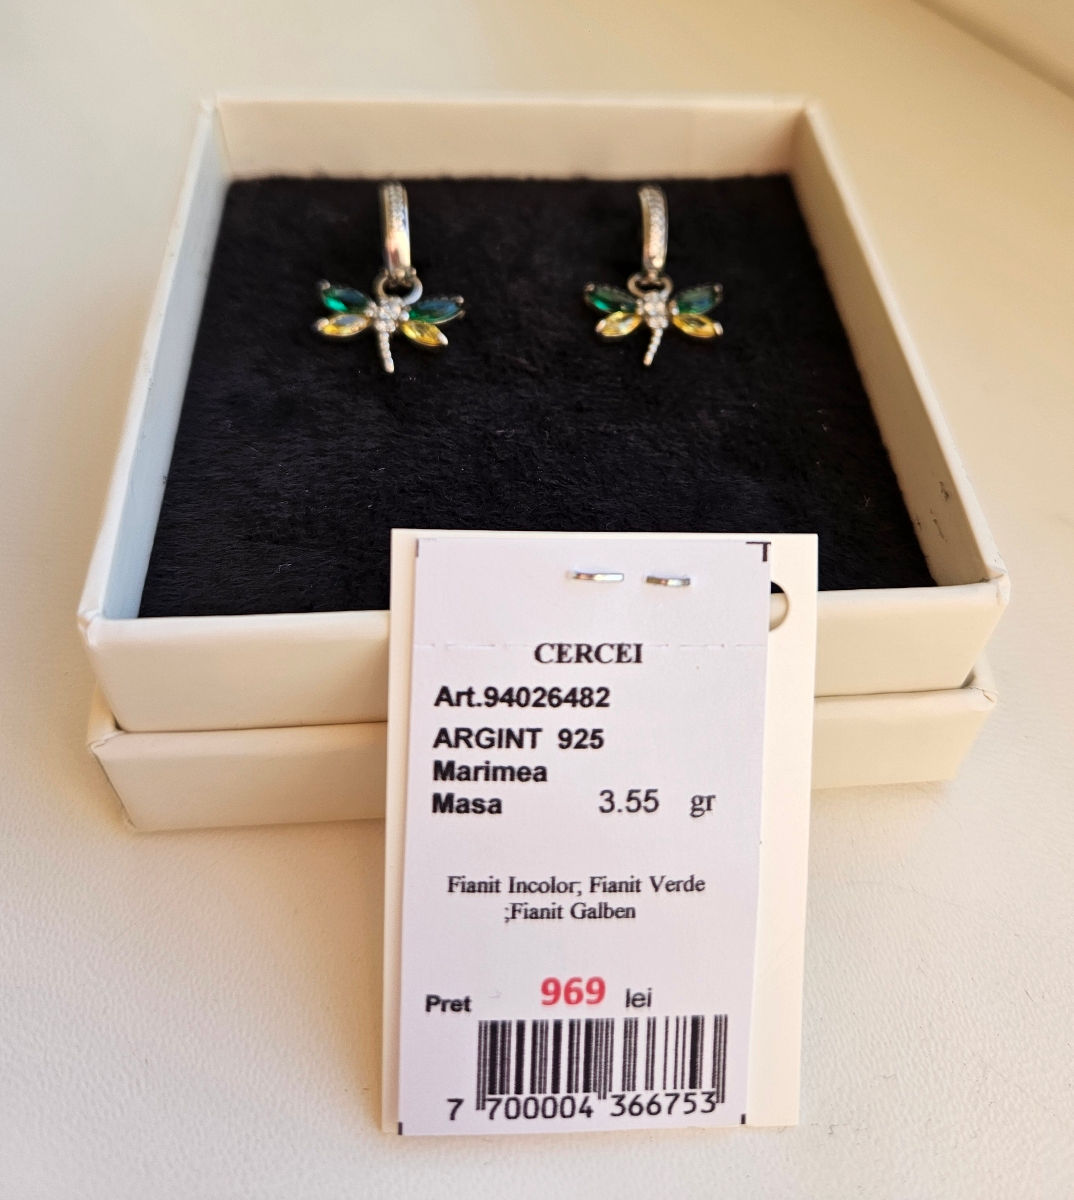 CERCEI
Art.94026482
ARGINT 925
Marimea
Masa 3.55 gr
Fianit Incolor; Fianit Verde
;Fianit Galben
Pret 969 lei
7 700004 366753